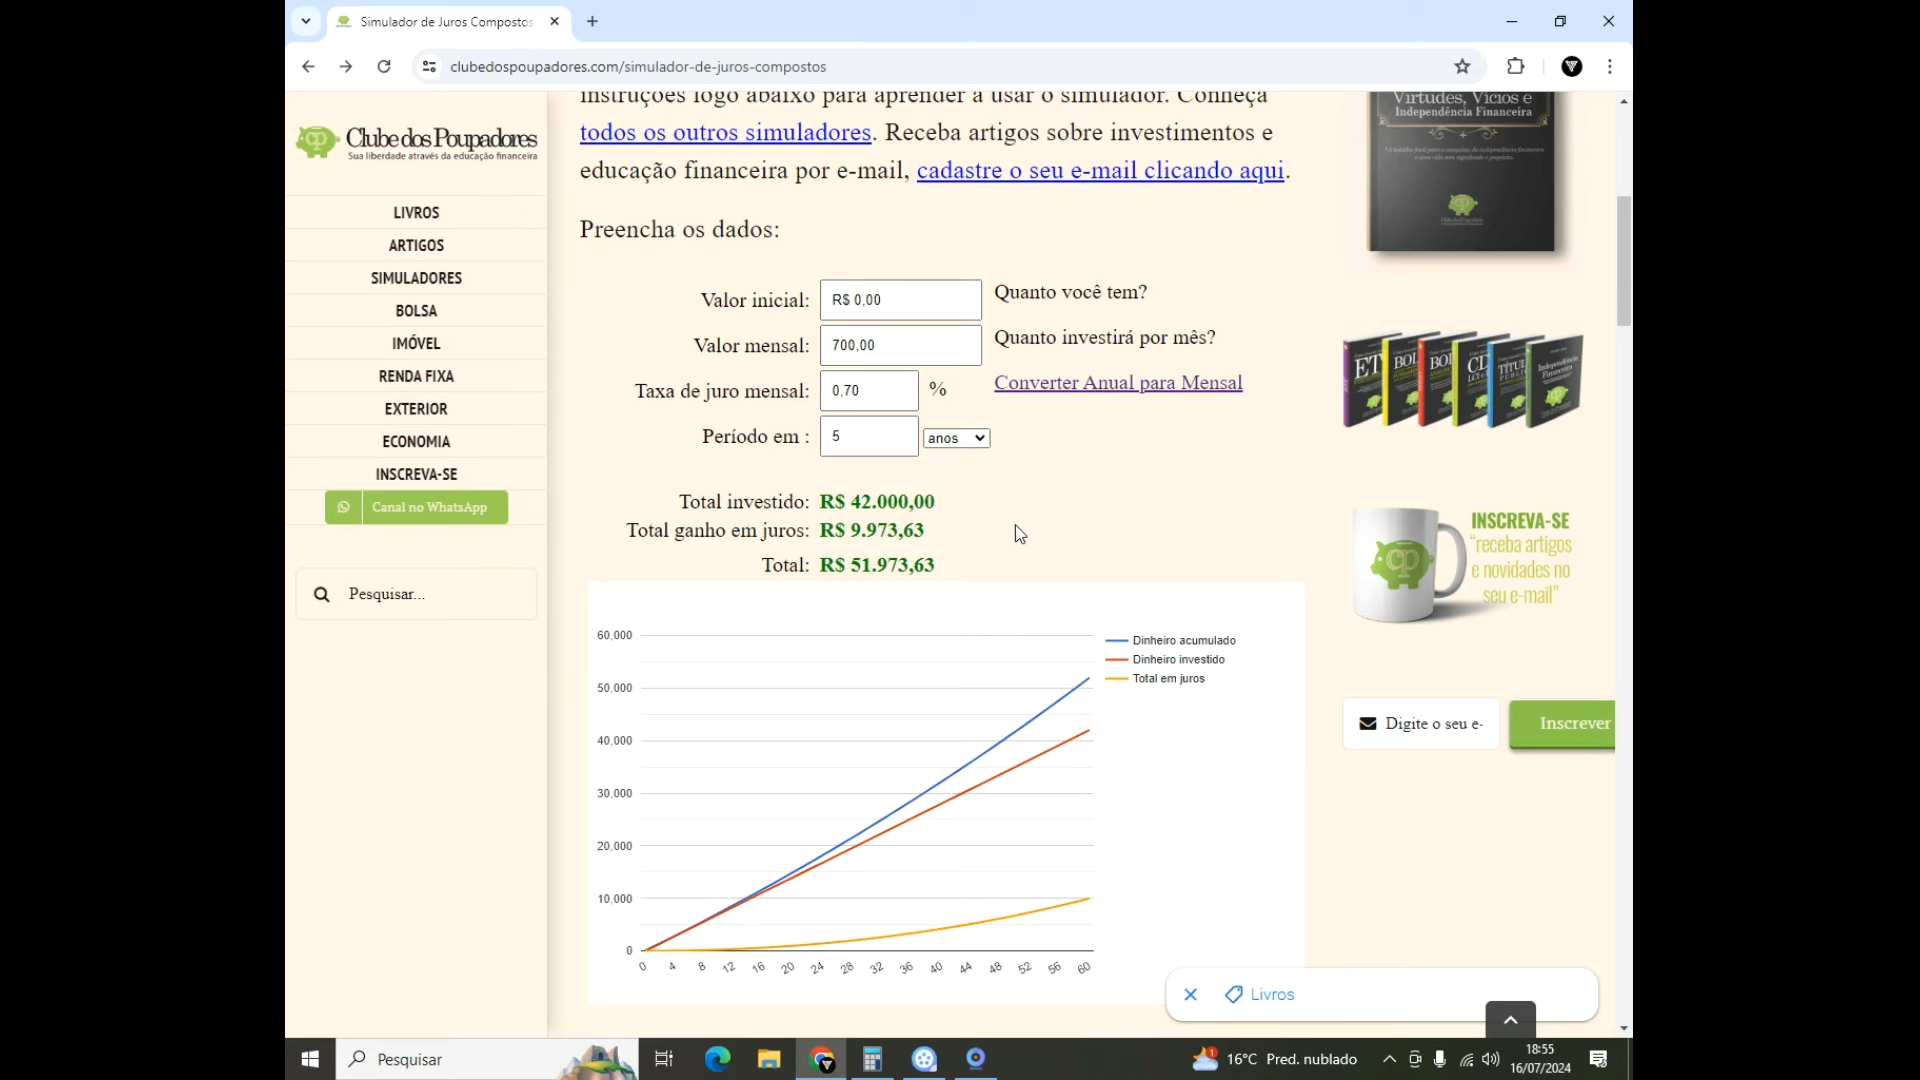 Simulador de Juros Compostos
clubedospoupadores.com/simulador-de-juros-compostos
Clube dos Poupadores
Sua liberdade através da educação financeira
LIVROS
ARTIGOS
SIMULADORES
BOLSA
IMÓVEL
RENDA FIXA
EXTERIOR
ECONOMIA
INSCREVA-SE
Canal no WhatsApp
Pesquisar...
instruções logo abaixo para aprender a usar o simulador. Conheça
todos os outros simuladores. Receba artigos sobre investimentos e
educação financeira por e-mail, cadastre o seu e-mail clicando aqui.
Preencha os dados:
Valor inicial: R$ 0,00 Quanto você tem?
Valor mensal: 700,00 Quanto investirá por mês?
Taxa de juro mensal: 0,70 % Converter Anual para Mensal
Período em : 5 anos
Total investido: R$ 42.000,00
Total ganho em juros: R$ 9.973,63
Total: R$ 51.973,63
60,000
50,000
40,000
30,000
20,000
10,000
0
0 4 8 12 16 20 24 28 32 36 40 44 48 52 56 60
Dinheiro acumulado
Dinheiro investido
Total em juros
Virtudes, Vícios e
Independência Financeira
Clube dos Poupadores
BOL
BOL
Independência
Financeira
cp
INSCREVA-SE
"receba artigos
e novidades no
seu e-mail"
Digite o seu e-
Inscrever
Livros
Pesquisar
16°C Pred. nublado
18:55
16/07/2024